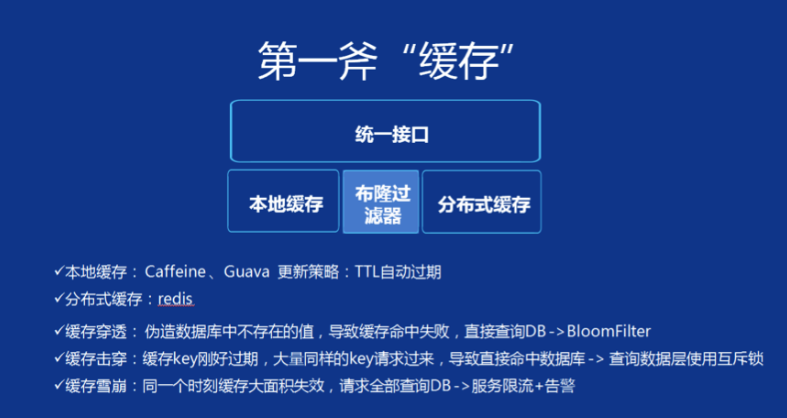 第一斧“缓存”
统一接口
本地缓存
布隆过
滤器
分布式缓存
✓本地缓存：Caffeine、Guava 更新策略：TTL自动过期
✓分布式缓存：redis
✓缓存穿透： 伪造数据库中不存在的值，导致缓存命中失败，直接查询DB->BloomFilter
✓缓存击穿：缓存key刚好过期，大量同样的key请求过来，导致直接命中数据库-> 查询数据层使用互斥锁
✓缓存雪崩：同一个时刻缓存大面积失效，请求全部查询DB->服务限流+告警